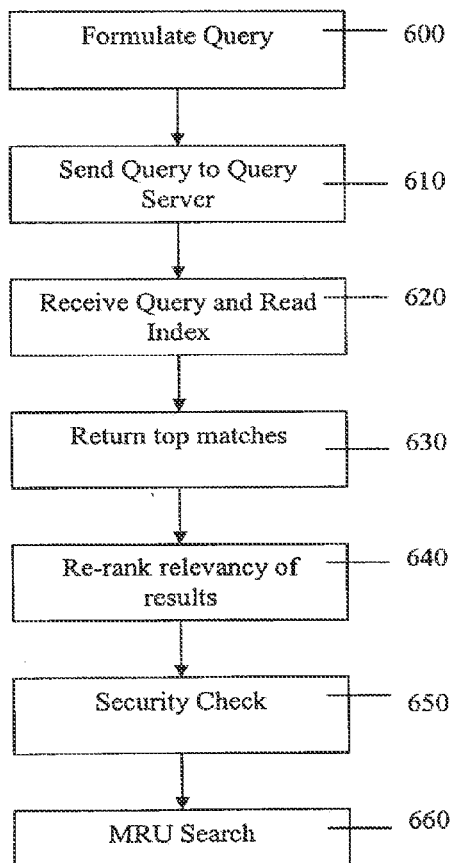 Formulate Query
600
Send Query to Query
Server
610
Receive Query and Read
Index
620
Return top matches
630
Re-rank relevancy of
results
640
Security Check
650
MRU Search
660